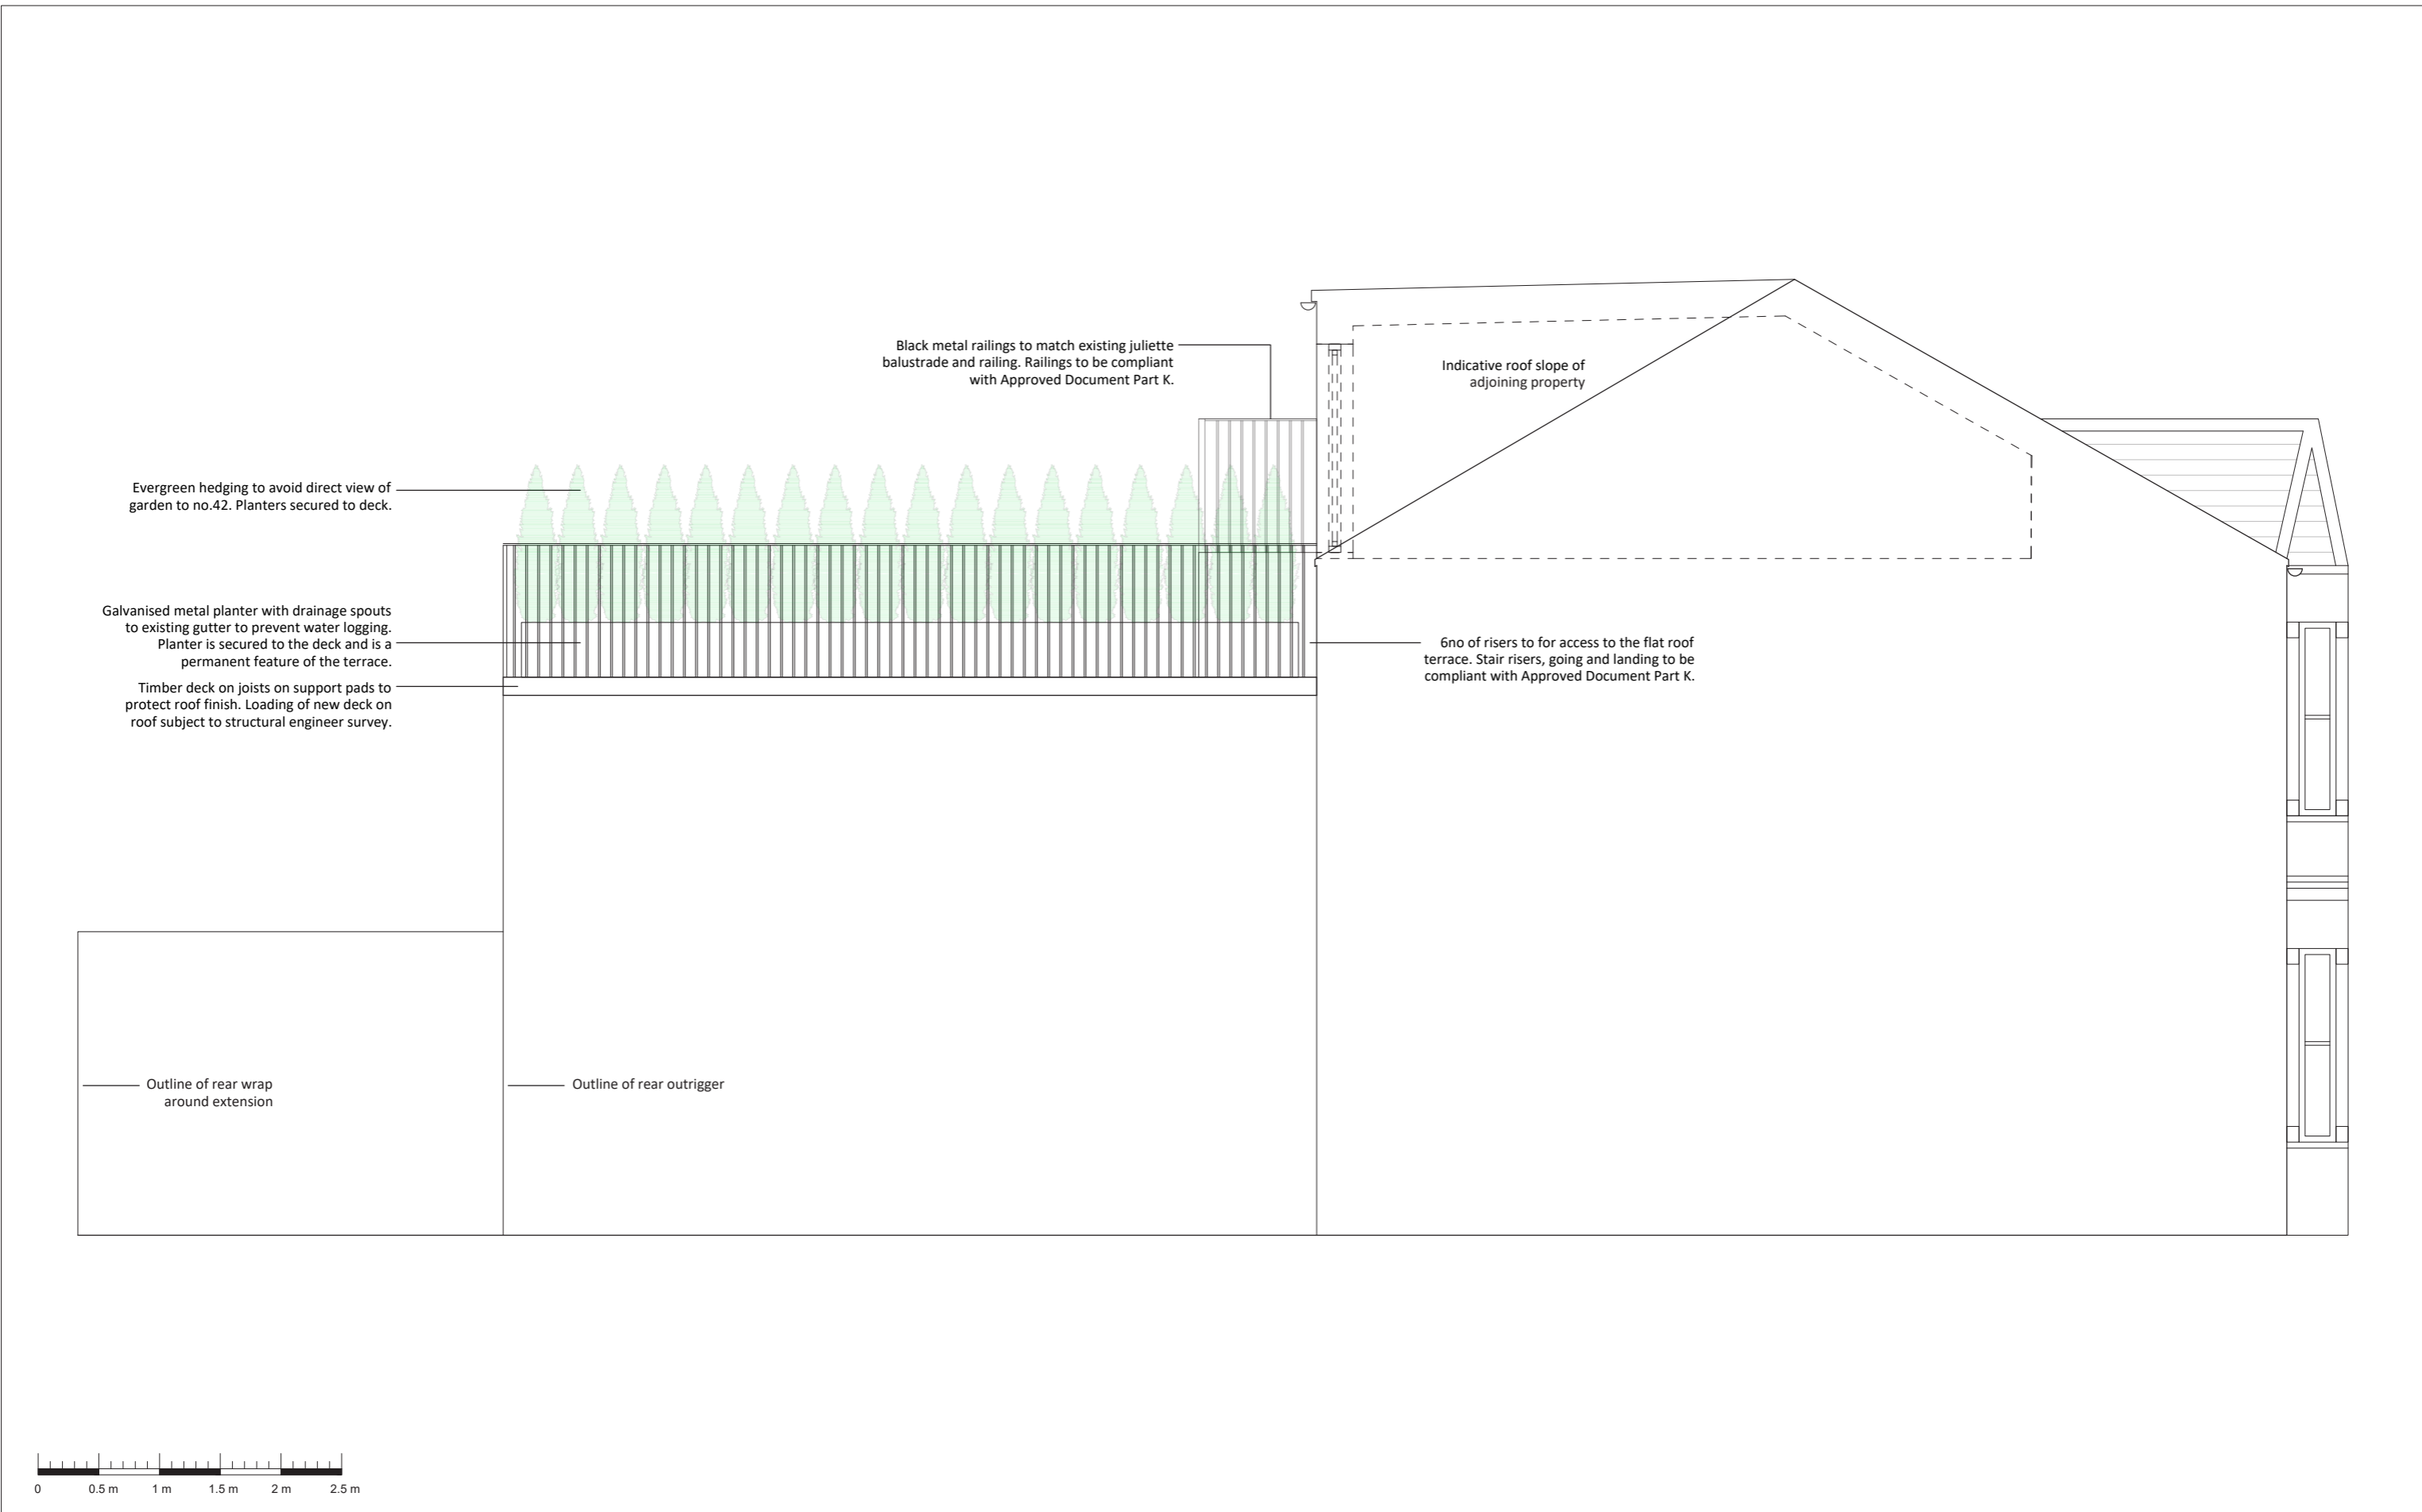 Black metal railings to match existing juliette
balustrade and railing. Railings to be compliant
with Approved Document Part K.
Indicative roof slope of
adjoining property
Evergreen hedging to avoid direct view of
garden to no.42. Planters secured to deck.
Galvanised metal planter with drainage spouts
to existing gutter to prevent water logging.
Planter is secured to the deck and is a
permanent feature of the terrace.
6no of risers to for access to the flat roof
terrace. Stair risers, going and landing to be
compliant with Approved Document Part K.
Timber deck on joists on support pads to
protect roof finish. Loading of new deck on
roof subject to structural engineer survey.
Outline of rear wrap
around extension
Outline of rear outrigger
0 0.5 m 1 m 1.5 m 2 m 2.5 m